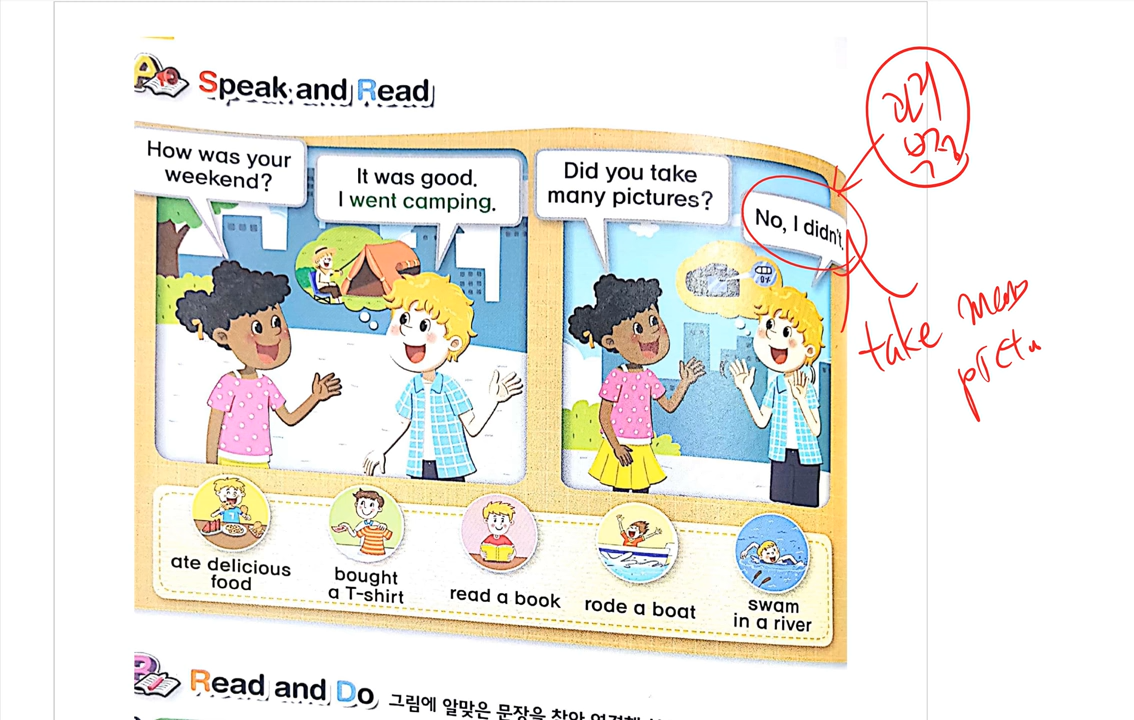 Speak and Read
How was your
weekend?
It was good.
I went camping.
Did you take
many pictures?
No, I didn't.
과거
부정
take many
pictu
ate delicious
food
bought
a T-shirt
read a book
rode a boat
swam
in a river
Read and Do 그림에 알맞은 문장을 찾아 연결해